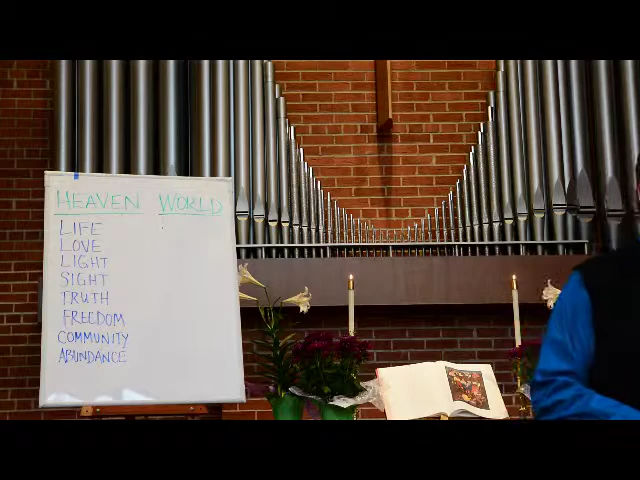 HEAVEN WORLD
LIFE
LOVE
LIGHT
SIGHT
TRUTH
FREEDOM
COMMUNITY
ABUNDANCE